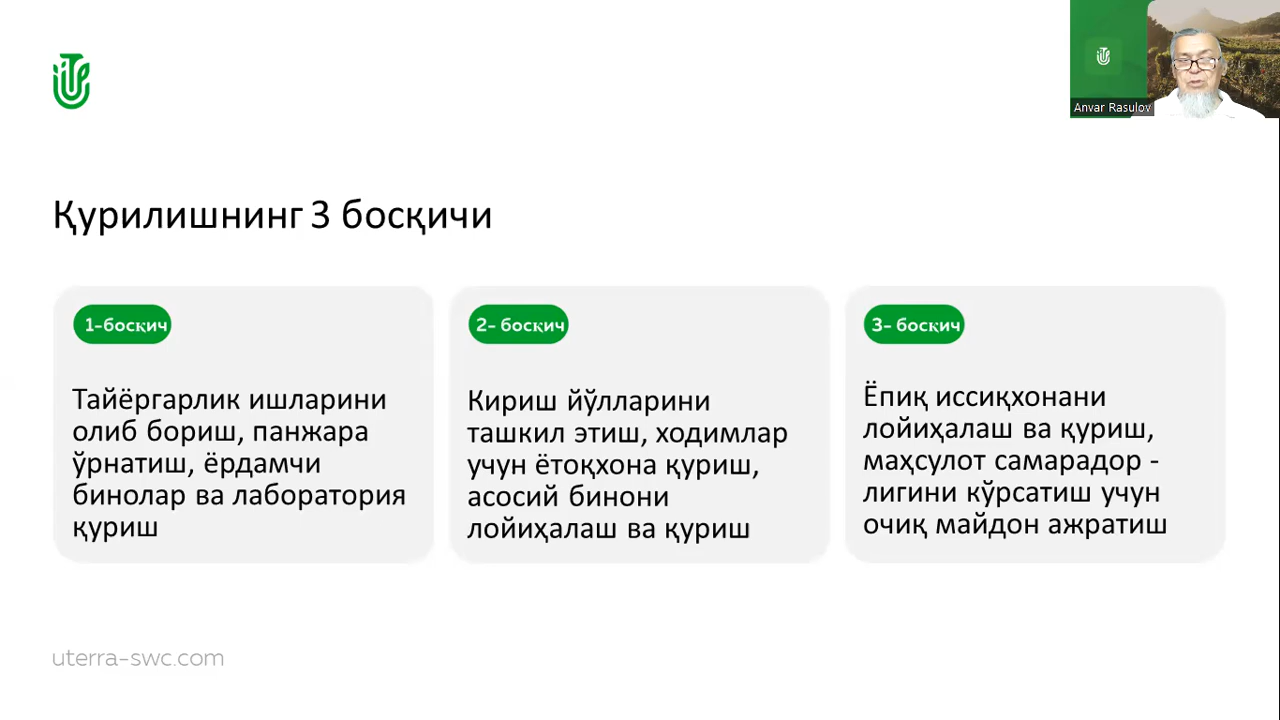 Anvar Rasulov
Қурилишнинг 3 босқичи
1-босқич
Тайёргарлик ишларини
олиб бориш, панжара
ўрнатиш, ёрдамчи
бинолар ва лаборатория
қуриш
2- босқич
Кириш йўлларини
ташкил этиш, ходимлар
учун ётоқхона қуриш,
асосий бинони
лойиҳалаш ва қуриш
3- босқич
Ёпиқ иссиқхонани
лойиҳалаш ва қуриш,
маҳсулот самарадор -
лигини кўрсатиш учун
очиқ майдон ажратиш
uterra-swc.com